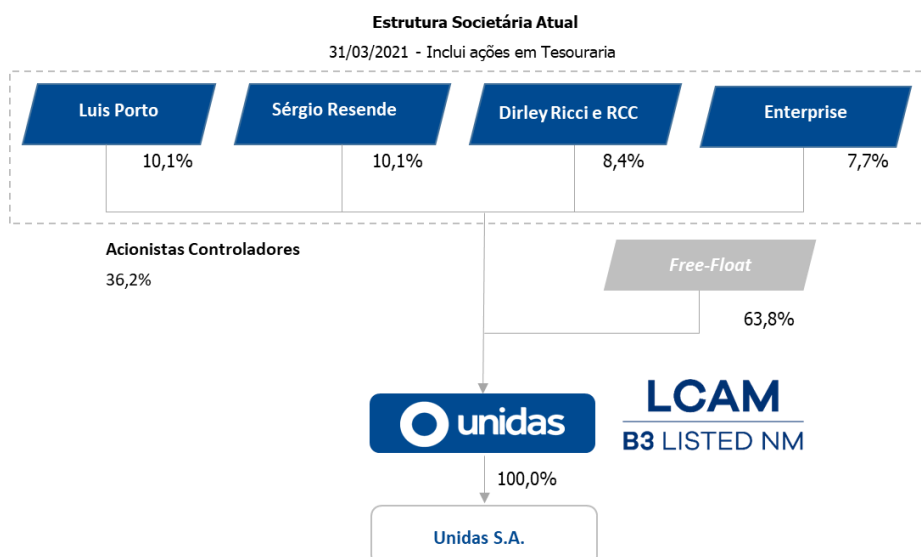 Estrutura Societária Atual
31/03/2021 - Inclui ações em Tesouraria
Luis Porto
Sérgio Resende
Dirley Ricci e RCC
Enterprise
10,1%
10,1%
8,4%
7,7%
Acionistas Controladores
36,2%
Free-Float
63,8%
unidas
LCAM
B3 LISTED NM
100,0%
Unidas S.A.